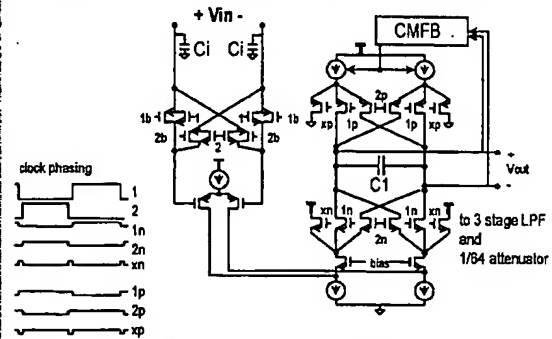 + Vin -
CMFB
Ci
Ci
2p
1b
1
1b
xp
1p
1p
xp
2b
2
2b
+
Vout
-
C1
clock phasing
1
2
1n
2n
xn
1p
2p
xp
xn
1n
1n
xn
2n
bias
to 3 stage LPF
and
1/64 attenuator